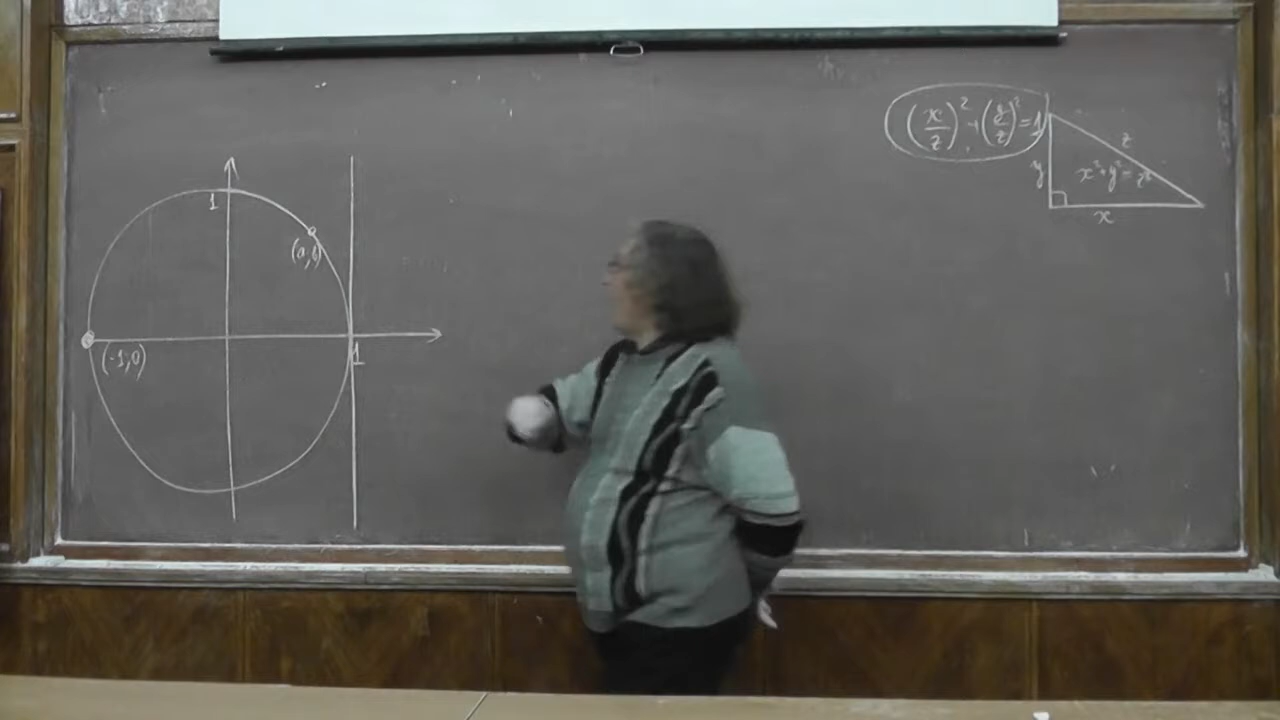 1
(a,b)
(-1,0)
1
(x/z)² + (y/z)² = 1
z
y
x² + y² = z²
x